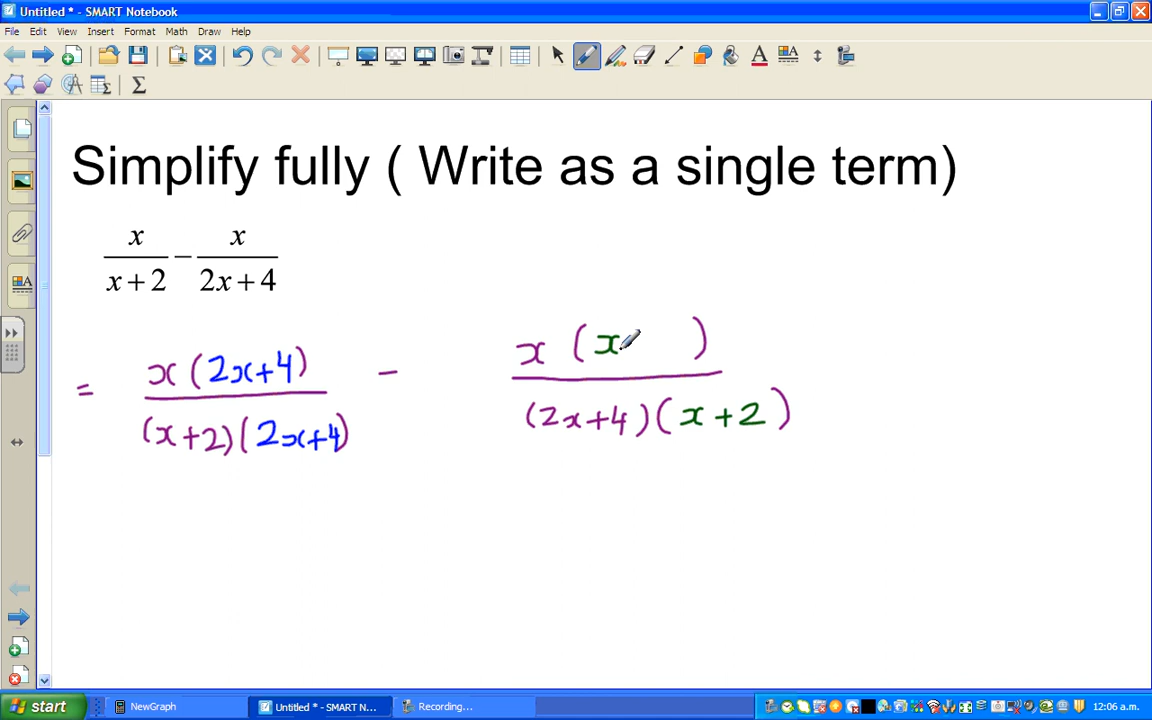 Untitled * - SMART Notebook
File Edit View Insert Format Math Draw Help
Simplify fully ( Write as a single term)
x/(x + 2) − x/(2x + 4)
= x(2x+4)/((x+2)(2x+4)) - x(x )/((2x+4)(x+2))
start NewGraph Untitled * - SMART N... Recording... 12:06 a.m.